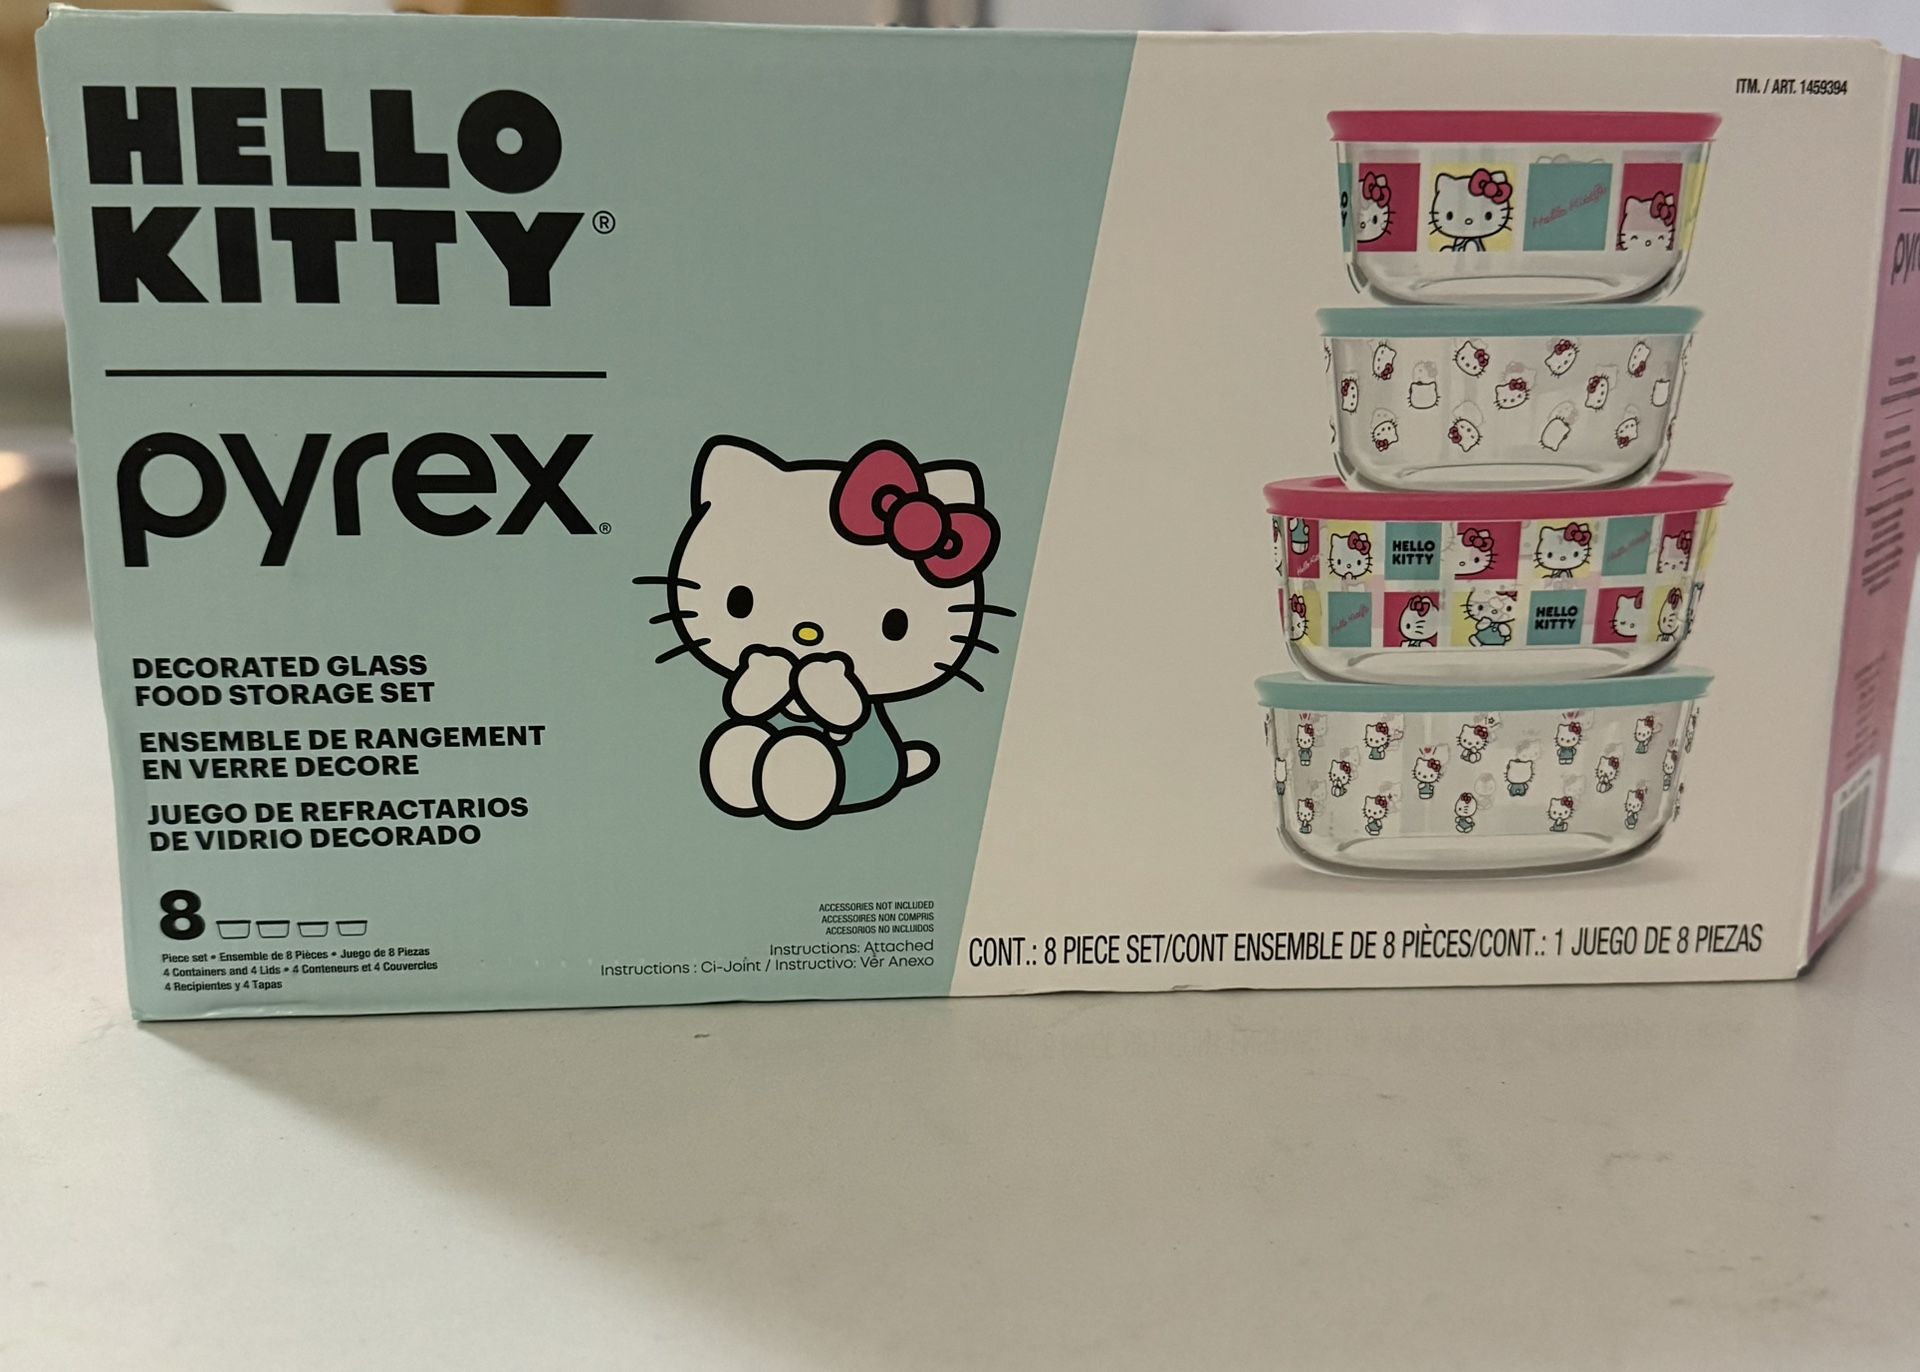 HELLO
KITTY®
pyrex®
DECORATED GLASS
FOOD STORAGE SET
ENSEMBLE DE RANGEMENT
EN VERRE DECORE
JUEGO DE REFRACTARIOS
DE VIDRIO DECORADO
8
Piece set • Ensemble de 8 Pièces • Juego de 8 Piezas
4 Containers and 4 Lids • 4 Conteneurs et 4 Couvercles
4 Recipientes y 4 Tapas
ACCESSORIES NOT INCLUDED
ACCESSOIRES NON COMPRIS
ACCESORIOS NO INCLUIDOS
Instructions: Attached
Instructions : Ci-Joint / Instructivo: Vèr Anexo
ITM. / ART. 1459394
Hello Kitty
HELLO
KITTY
HELLO
KITTY
CONT.: 8 PIECE SET/CONT ENSEMBLE DE 8 PIÈCES/CONT.: 1 JUEGO DE 8 PIEZAS